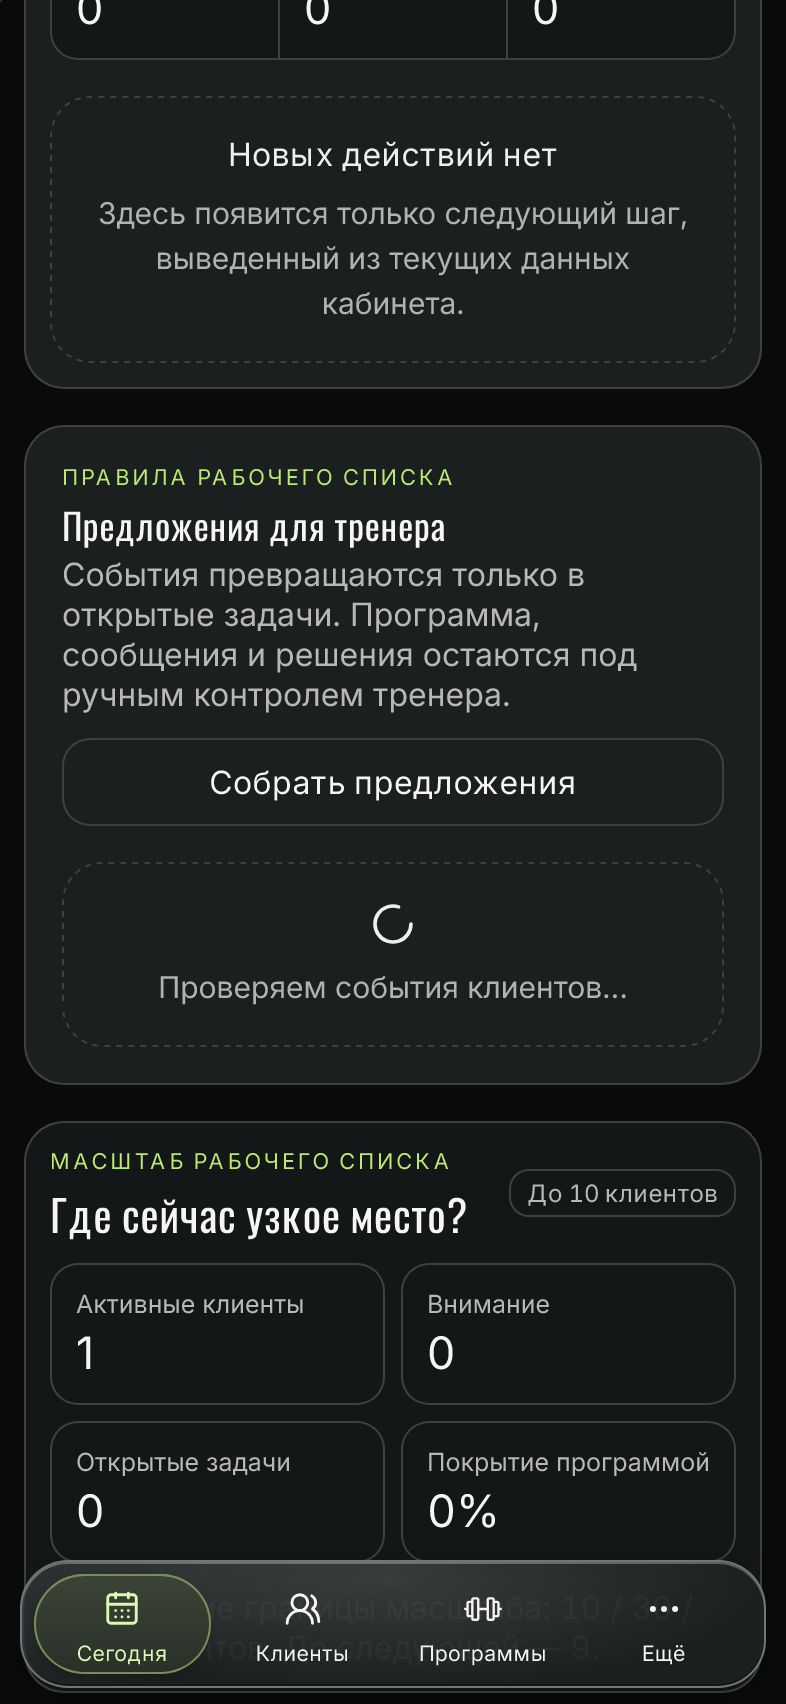 0 0 0
Новых действий нет
Здесь появится только следующий шаг,
выведенный из текущих данных
кабинета.
ПРАВИЛА РАБОЧЕГО СПИСКА
Предложения для тренера
События превращаются только в
открытые задачи. Программа,
сообщения и решения остаются под
ручным контролем тренера.
Собрать предложения
Проверяем события клиентов...
МАСШТАБ РАБОЧЕГО СПИСКА
Где сейчас узкое место?
До 10 клиентов
Активные клиенты
1
Внимание
0
Открытые задачи
0
Покрытие программой
0%
Сегодня
Клиенты
Программы
Ещё